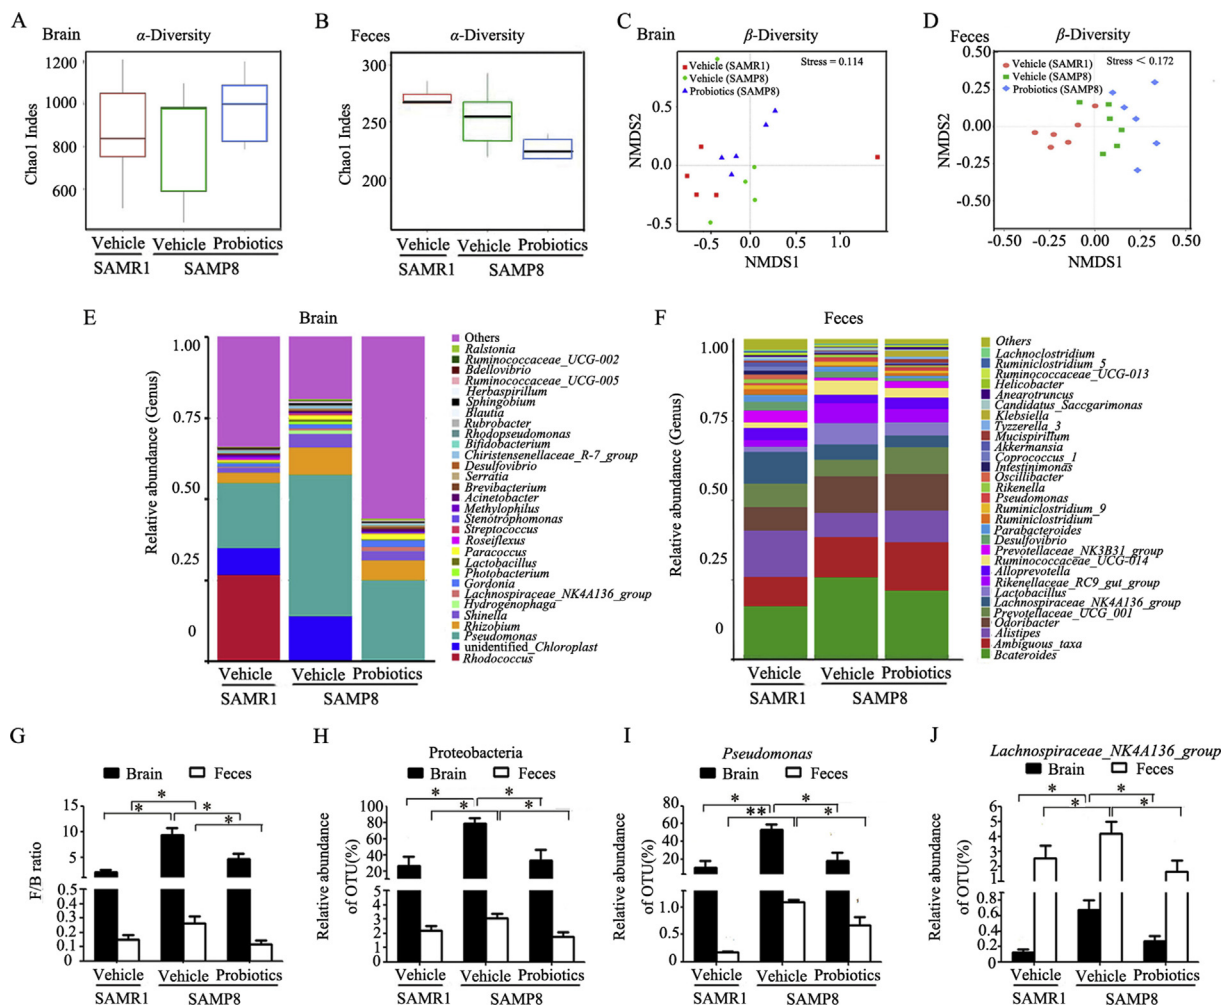 A
Brain
α-Diversity
Chao1 Indes
1200
1000
800
600
Vehicle
Vehicle
Probiotics
SAMR1
SAMP8
B
Feces
α-Diversity
Chao1 Indes
300
250
200
Vehicle
Vehicle
Probiotics
SAMR1
SAMP8
C
Brain
β-Diversity
Vehicle (SAMR1)
Vehicle (SAMP8)
Probiotics (SAMP8)
Stress = 0.114
NMDS2
0.5
0.0
-0.5
-0.5
0.0
0.5
1.0
NMDS1
D
Feces
β-Diversity
Vehicle (SAMR1)
Vehicle (SAMP8)
Probiotics (SAMP8)
Stress < 0.172
NMDS2
0.50
0.25
0.00
-0.25
-0.50
-0.50
-0.25
0.00
0.25
0.50
NMDS1
E
Brain
Relative abundance (Genus)
1.00
0.75
0.50
0.25
0
Vehicle
Vehicle
Probiotics
SAMR1
SAMP8
Others
Ralstonia
Ruminococcaceae_UCG-002
Bdellovibrio
Ruminococcaceae_UCG-005
Herbaspirillum
Sphingobium
Blautia
Rubrobacter
Rhodopseudomonas
Bifidobacterium
Chiristensenellaceae_R-7_group
Desulfovibrio
Serratia
Brevibacterium
Acinetobacter
Methylophilus
Stenotrophomonas
Streptococcus
Roseiflexus
Paracoccus
Lactobacillus
Photobacterium
Gordonia
Lachnospiraceae_NK4A136_group
Hydrogenophaga
Shinella
Rhizobium
Pseudomonas
unidentified_Chloroplast
Rhodococcus
F
Feces
Relative abundance (Genus)
1.00
0.75
0.50
0.25
0
Vehicle
Vehicle
Probiotics
SAMR1
SAMP8
Others
Lachnoclostridium
Ruminiclostridium_5
Ruminococcaceae_UCG-013
Helicobacter
Anearotruncus
Candidatus_Saccgarimonas
Klebsiella
Tyzzerella_3
Mucispirillum
Akkermansia
Coprococcus_1
Intestinimonas
Oscillibacter
Rikenella
Pseudomonas
Ruminiclostridium_9
Ruminiclostridium
Parabacteroides
Desulfovibrio
Prevotellaceae_NK3B31_group
Ruminococcaceae_UCG-014
Alloprevotella
Rikenellaceae_RC9_gut_group
Lactobacillus
Lachnospiraceae_NK4A136_group
Prevotellaceae_UCG_001
Odoribacter
Alistipes
Ambiguous_taxa
Bcateroides
G
Brain
Feces
F/B ratio
15
10
5
0.5
0.4
0.3
0.2
0.1
0
*
*
*
*
Vehicle
Vehicle
Probiotics
SAMR1
SAMP8
H
Proteobacteria
Brain
Feces
Relative abundance
of OTU(%)
100
80
60
40
20
5
4
3
2
1
0
*
*
*
*
Vehicle
Vehicle
Probiotics
SAMR1
SAMP8
I
Pseudomonas
Brain
Feces
Relative abundance
of OTU(%)
80
60
40
20
0
1.0
0.5
0.0
*
*
**
*
Vehicle
Vehicle
Probiotics
SAMR1
SAMP8
J
Lachnospiraceae_NK4A136_group
Brain
Feces
Relative abundance
of OTU(%)
6
5
4
3
2
1
0.8
0.6
0.4
0.2
0
*
*
*
*
Vehicle
Vehicle
Probiotics
SAMR1
SAMP8